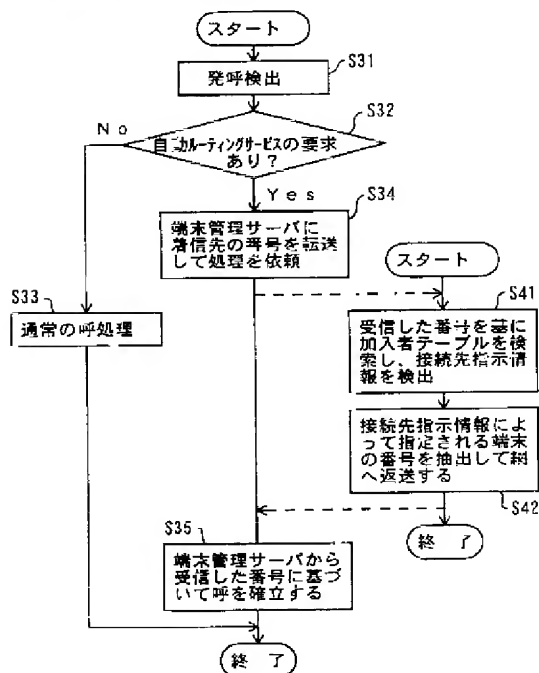 スタート
発呼検出
S31
S32
No
自動ルーティングサービスの要求
あり?
Yes
S34
端末管理サーバに
着信先の番号を転送
して処理を依頼
S33
通常の呼処理
スタート
S41
受信した番号を基に
加入者テーブルを検
索し、接続先指示情
報を検出
接続先指示情報によ
って指定される端末
の番号を抽出して網
へ返送する
S42
終 了
S35
端末管理サーバから
受信した番号に基づ
いて呼を確立する
終 了